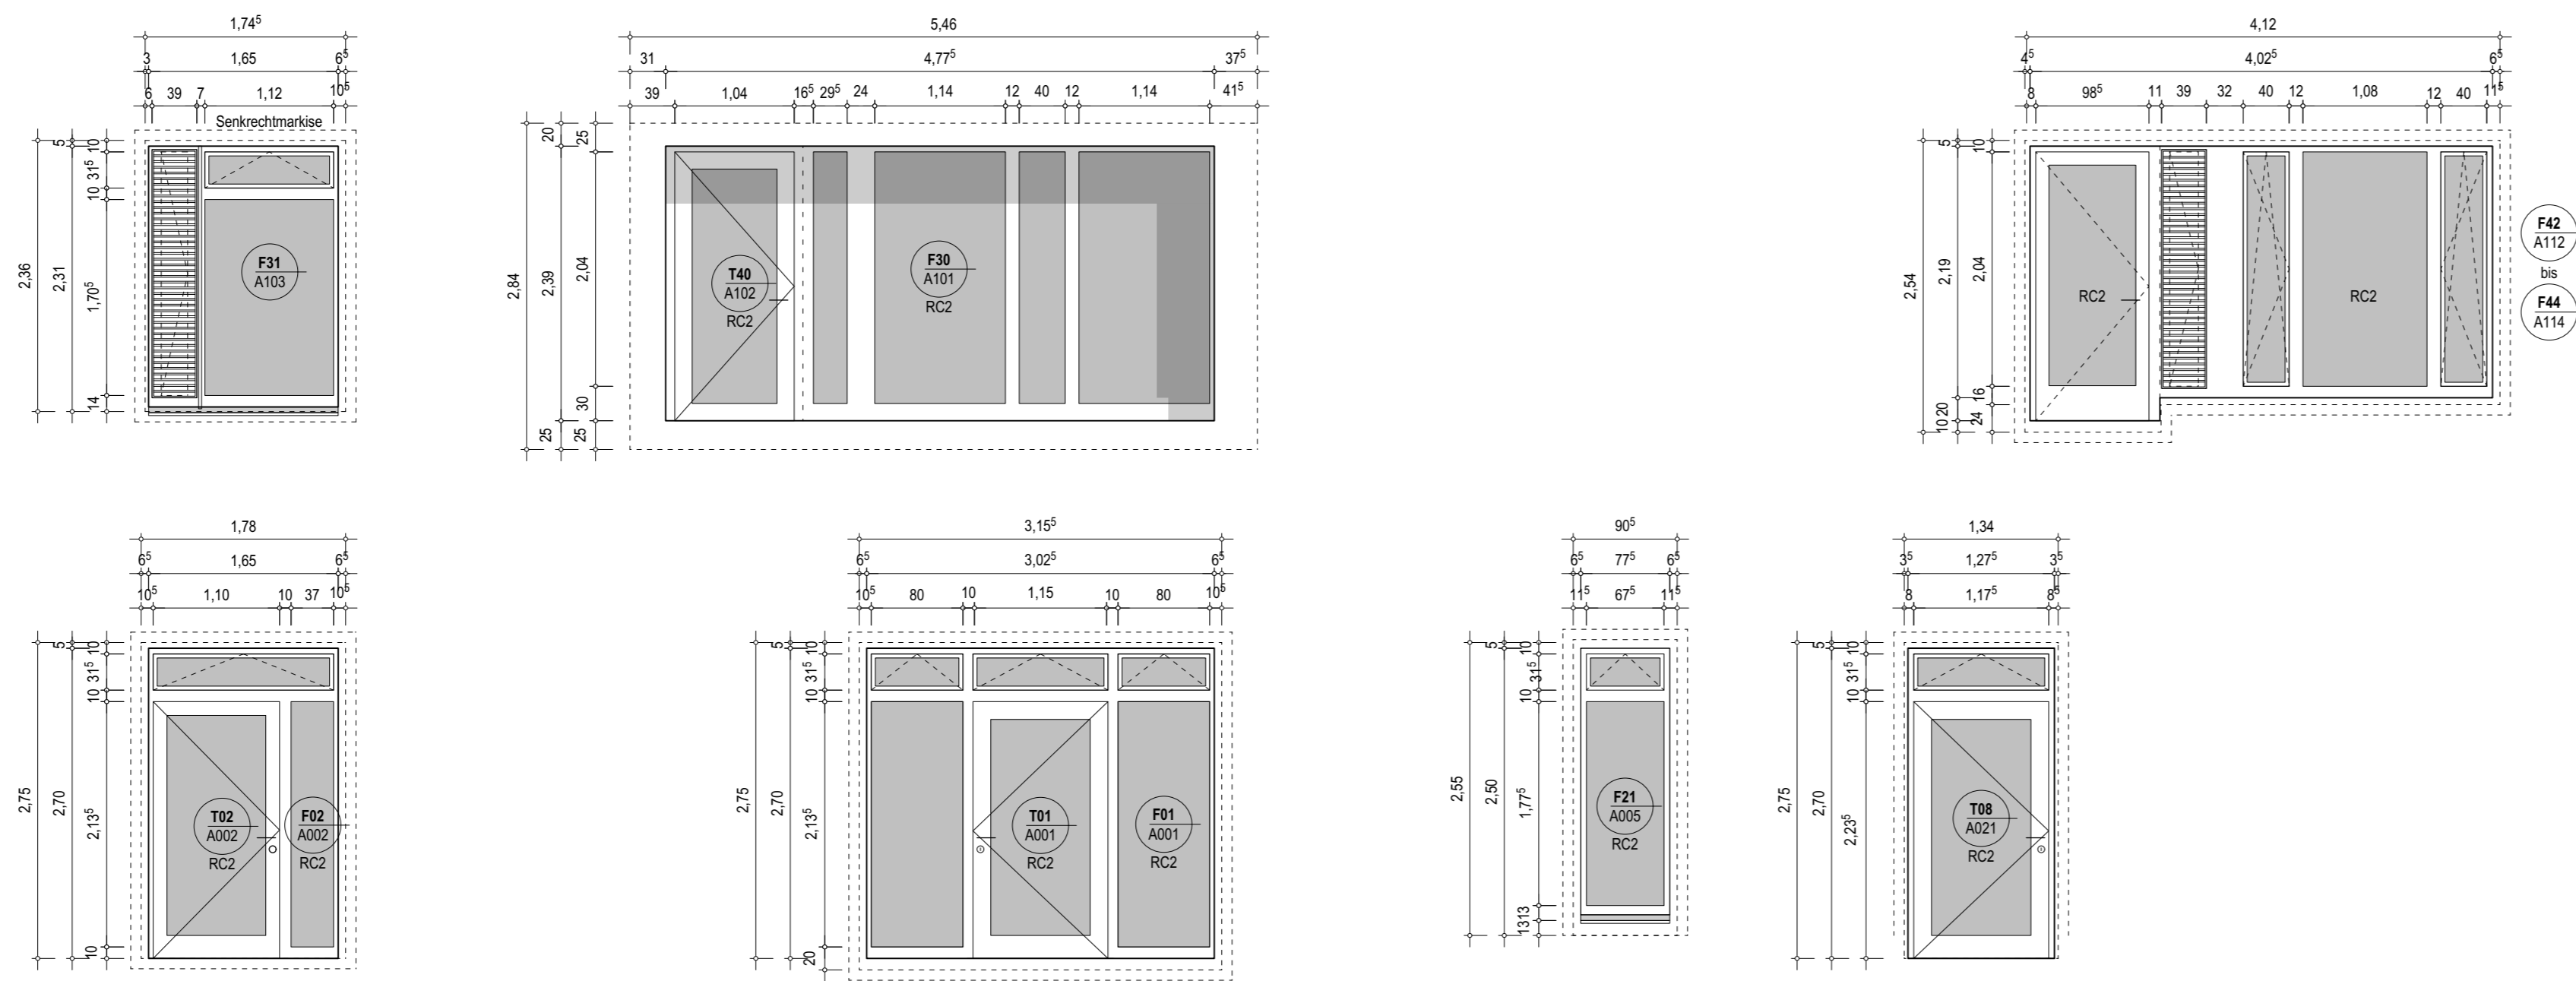 1,74⁵
3 1,65 6⁵
6 39 7 1,12 10⁵
Senkrechtmarkise
2,36
2,31
5
10
31⁵
10
1,70⁵
14
F31
A103
5,46
31 4,77⁵ 37⁵
39 1,04 16⁵ 29⁵ 24 1,14 12 40 12 1,14 41⁵
2,84
20
2,39
25
25
2,04
30
25
T40
A102
RC2
F30
A101
RC2
4,12
4⁵ 4,02⁵ 6⁵
8 98⁵ 11 39 32 40 12 1,08 12 40 11⁵
2,54
5
2,19
20
10
10
2,04
16
24
RC2
RC2
F42
A112
bis
F44
A114
1,78
6⁵ 1,65 6⁵
10⁵ 1,10 10 37 10⁵
2,75
5
2,70
10
31⁵
10
2,13⁵
10
T02
A002
RC2
F02
A002
RC2
3,15⁵
6⁵ 3,02⁵ 6⁵
10⁵ 80 10 1,15 10 80 10⁵
2,75
5
2,70
10
31⁵
10
2,13⁵
20
T01
A001
RC2
F01
A001
RC2
90⁵
6⁵ 77⁵ 6⁵
11⁵ 67⁵ 11⁵
2,55
5
2,50
10
31⁵
10
1,77⁵
13
13
F21
A005
RC2
1,34
3⁵ 1,27⁵ 3⁵
8 1,17⁵ 8⁵
2,75
5
2,70
10
31⁵
10
2,23⁵
T08
A021
RC2